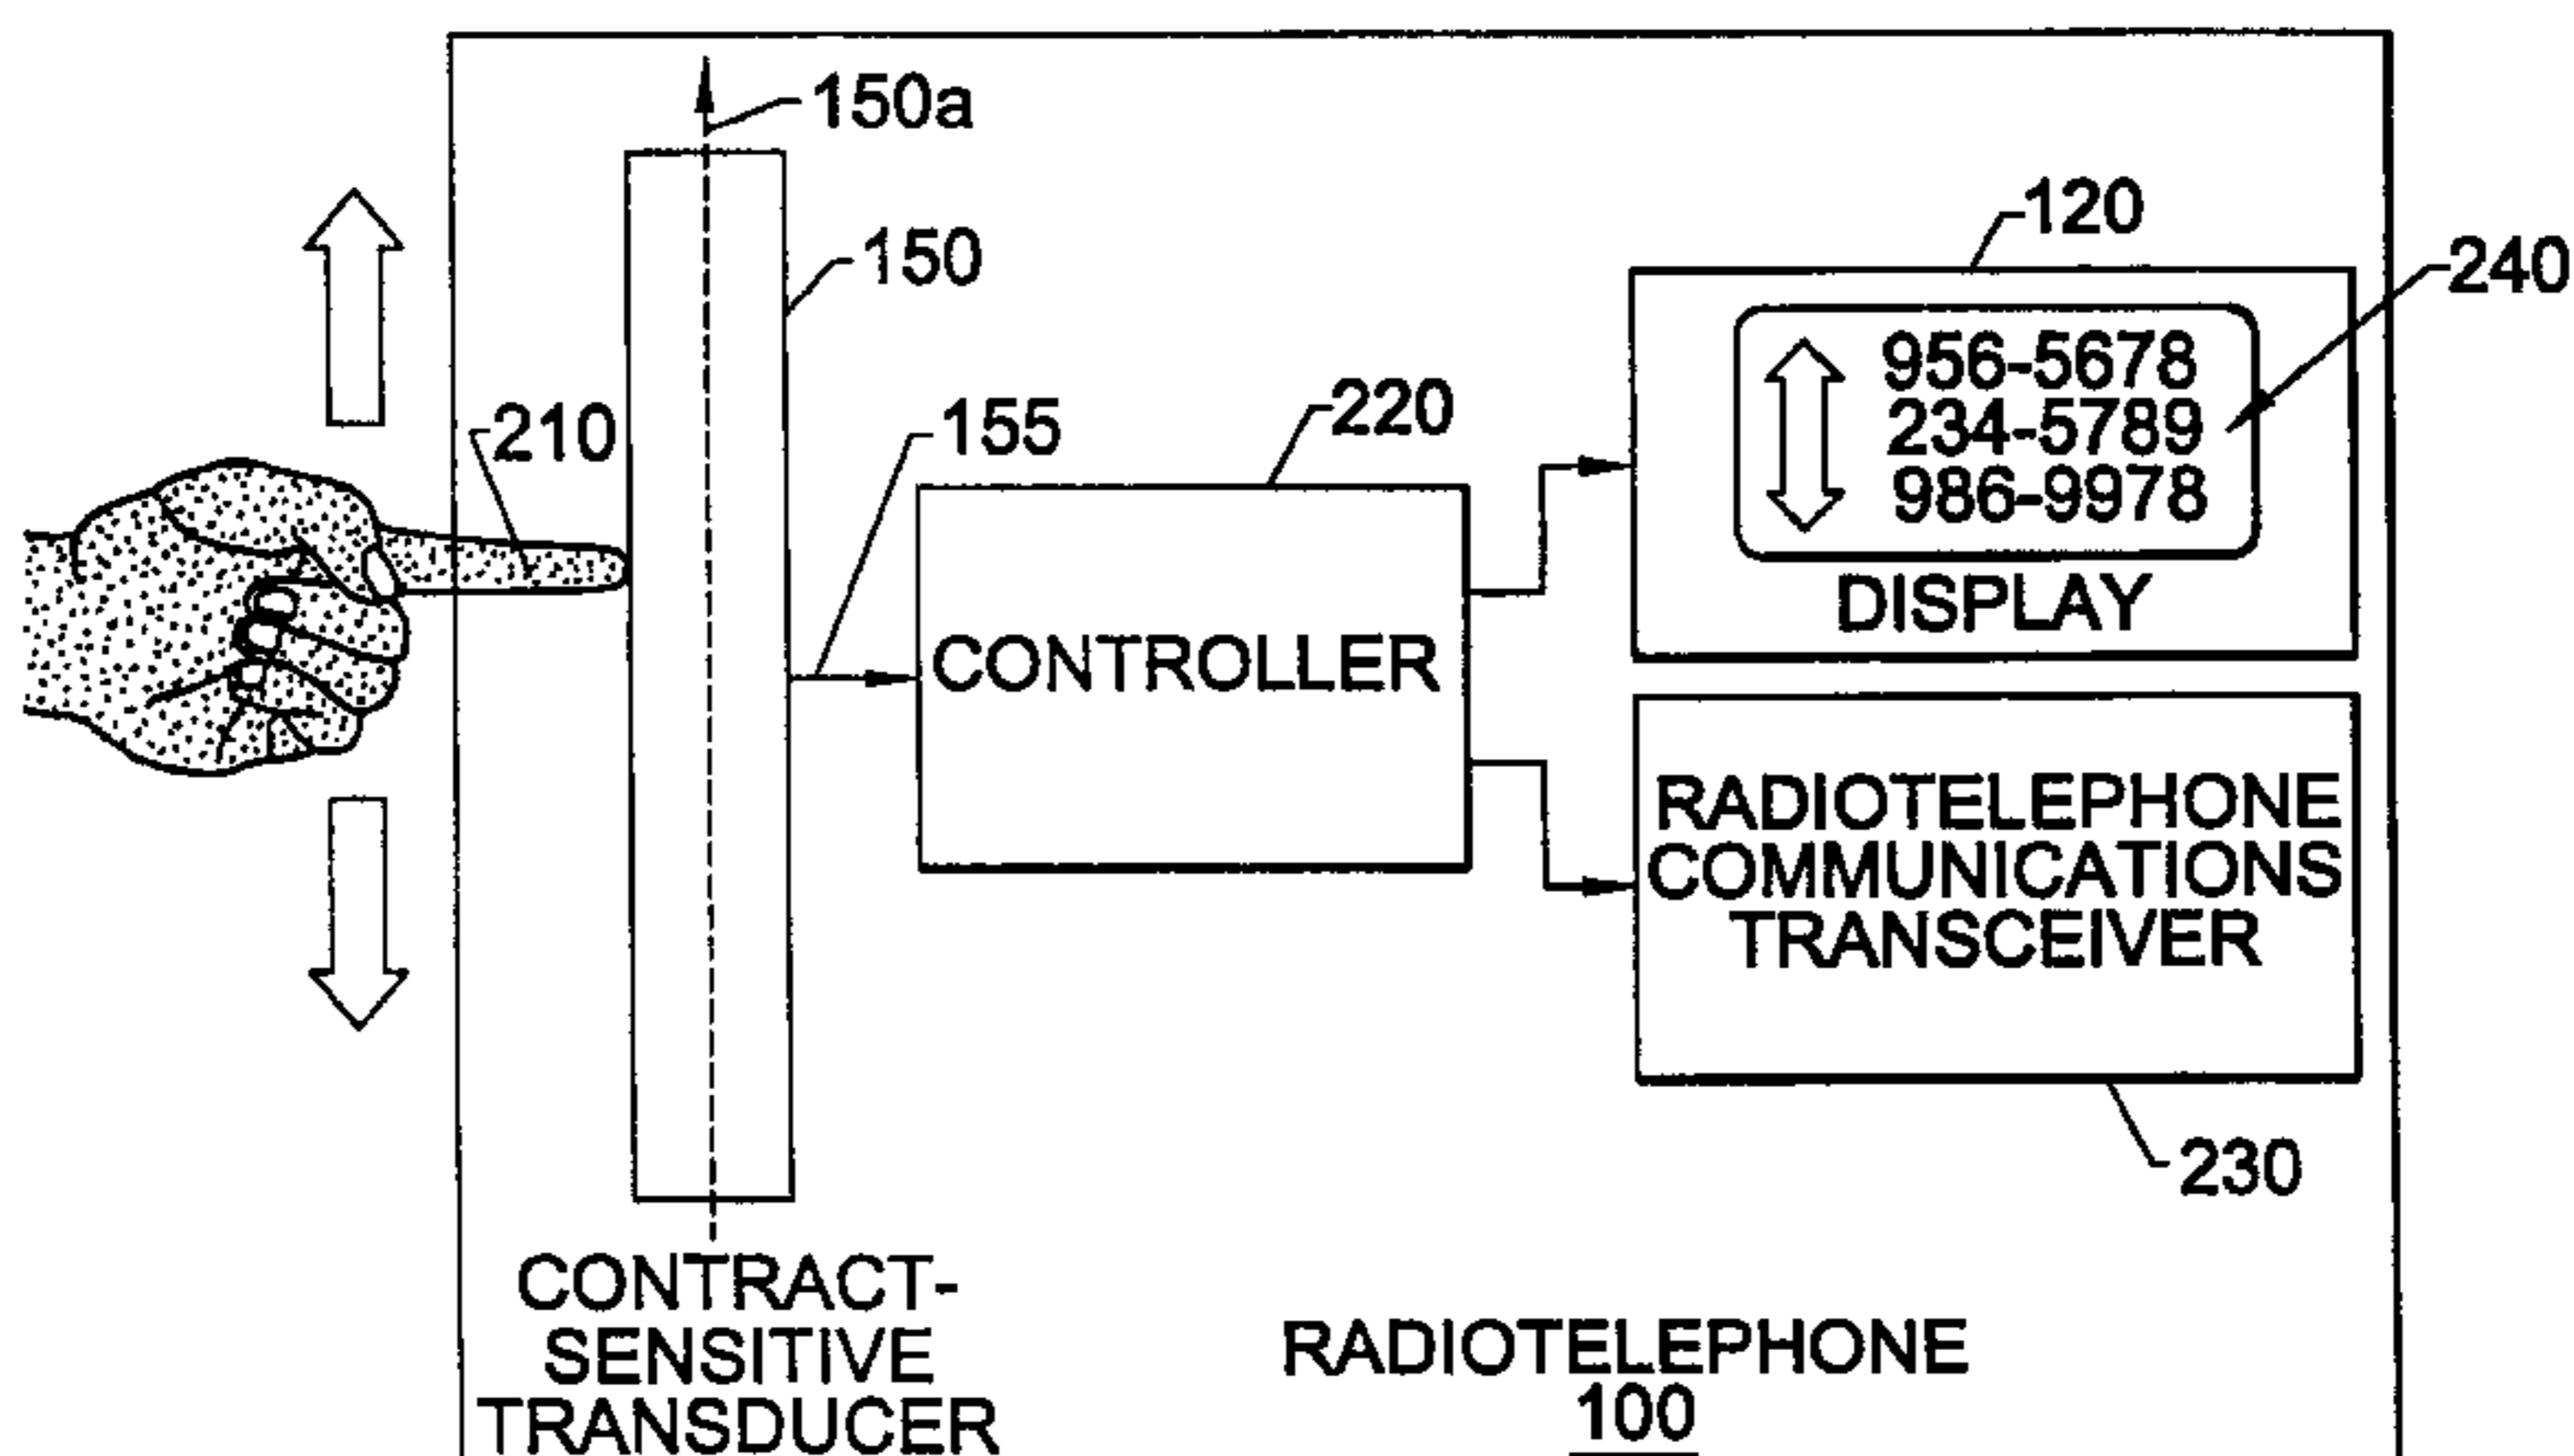 150a
150
120
240
956-5678
234-5789
986-9978
DISPLAY
210
155
220
CONTROLLER
RADIOTELEPHONE
COMMUNICATIONS
TRANSCEIVER
230
CONTRACT-
SENSITIVE
TRANSDUCER
RADIOTELEPHONE
100